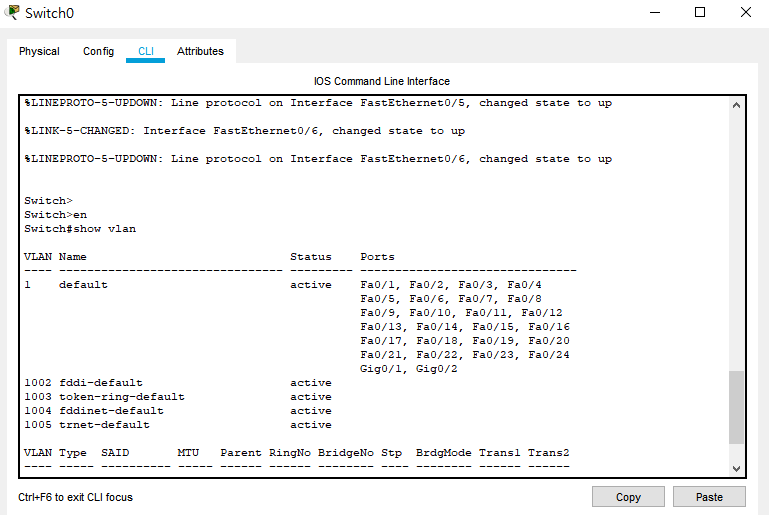 Switch0
Physical Config CLI Attributes
IOS Command Line Interface
%LINEPROTO-5-UPDOWN: Line protocol on Interface FastEthernet0/5, changed state to up
%LINK-5-CHANGED: Interface FastEthernet0/6, changed state to up
%LINEPROTO-5-UPDOWN: Line protocol on Interface FastEthernet0/6, changed state to up
Switch>
Switch>en
Switch#show vlan
VLAN Name Status Ports
---- -------------------------------- --------- -------------------------------
1 default active Fa0/1, Fa0/2, Fa0/3, Fa0/4
Fa0/5, Fa0/6, Fa0/7, Fa0/8
Fa0/9, Fa0/10, Fa0/11, Fa0/12
Fa0/13, Fa0/14, Fa0/15, Fa0/16
Fa0/17, Fa0/18, Fa0/19, Fa0/20
Fa0/21, Fa0/22, Fa0/23, Fa0/24
Gig0/1, Gig0/2
1002 fddi-default active
1003 token-ring-default active
1004 fddinet-default active
1005 trnet-default active
VLAN Type SAID MTU Parent RingNo BridgeNo Stp BrdgMode Trans1 Trans2
---- ----- ---------- ----- ------ ------ -------- ---- -------- ------ ------
Ctrl+F6 to exit CLI focus
Copy Paste